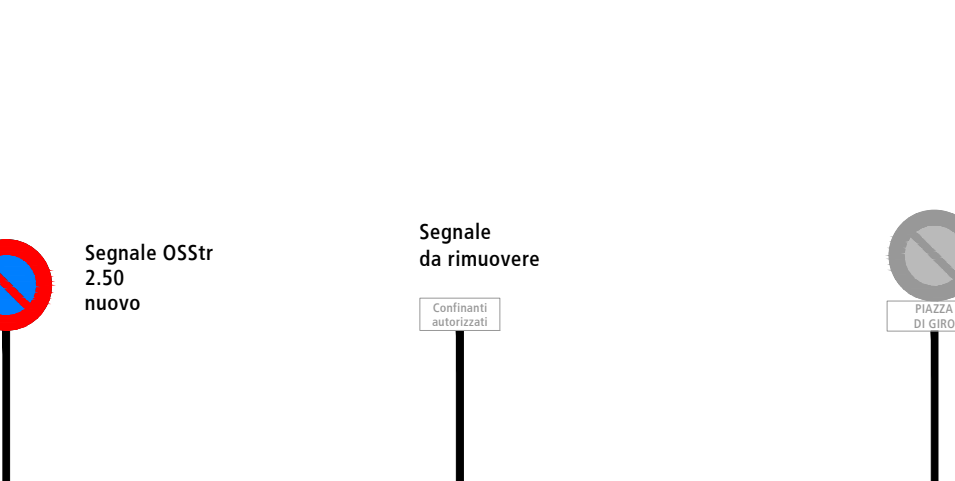 Segnale OSStr
2.50
nuovo
Segnale
da rimuovere
Confinanti
autorizzati
PIAZZA
DI GIRO